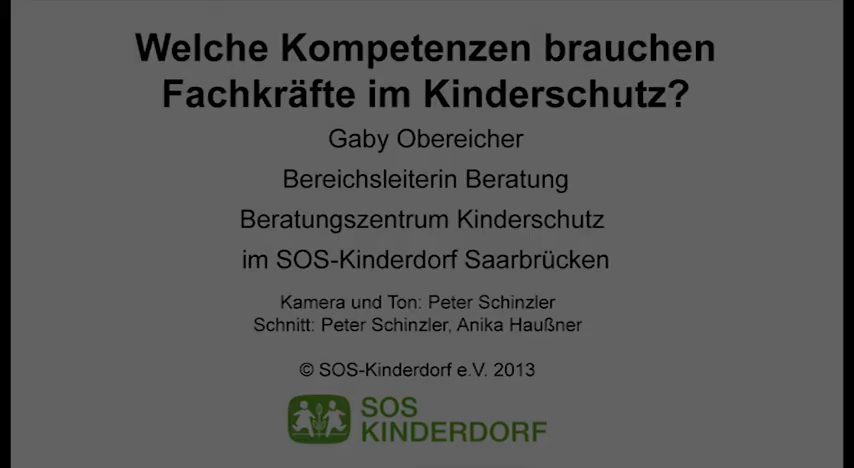 Welche Kompetenzen brauchen
Fachkräfte im Kinderschutz?
Gaby Obereicher
Bereichsleiterin Beratung
Beratungszentrum Kinderschutz
im SOS-Kinderdorf Saarbrücken
Kamera und Ton: Peter Schinzler
Schnitt: Peter Schinzler, Anika Haußner
© SOS-Kinderdorf e.V. 2013
SOS
KINDERDORF